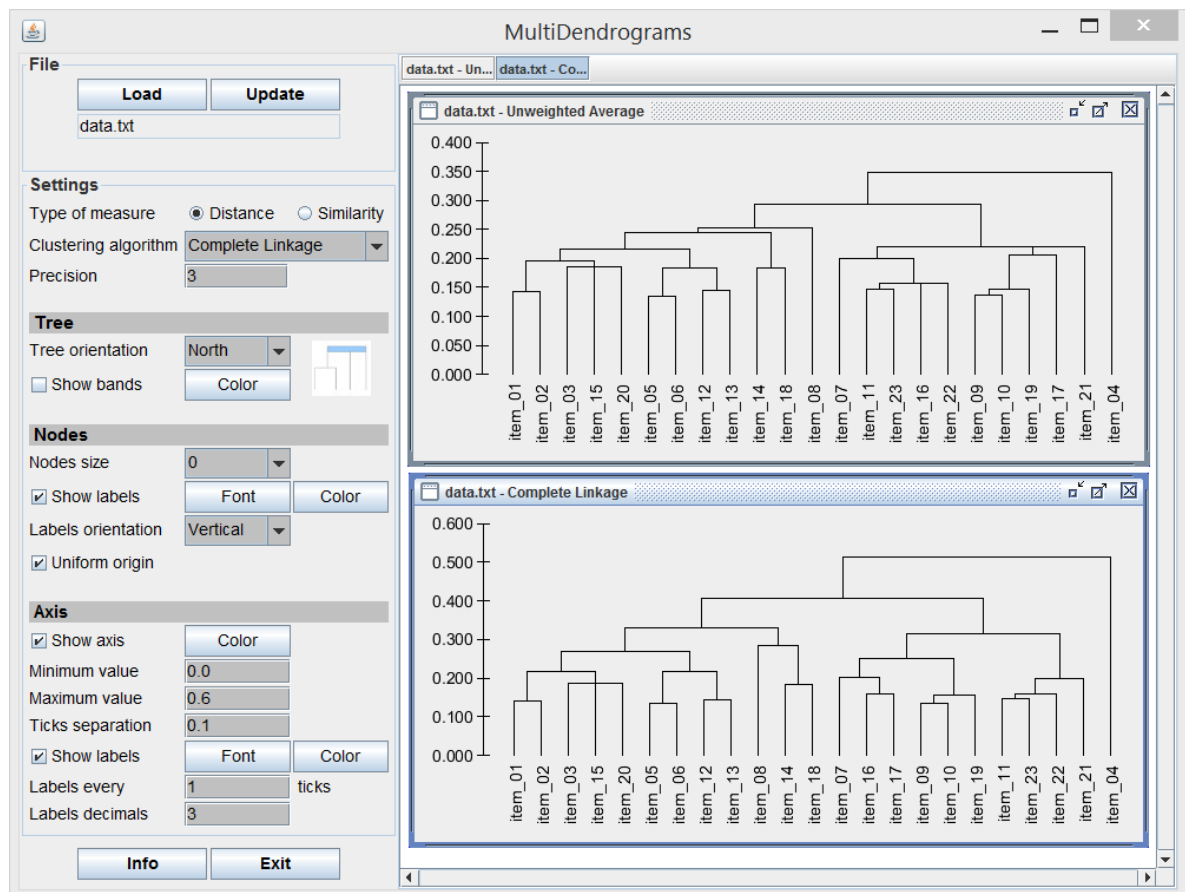 MultiDendrograms
File
Load Update
data.txt
Settings
Type of measure Distance Similarity
Clustering algorithm Complete Linkage
Precision 3
Tree
Tree orientation North
Show bands Color
Nodes
Nodes size 0
Show labels Font Color
Labels orientation Vertical
Uniform origin
Axis
Show axis Color
Minimum value 0.0
Maximum value 0.6
Ticks separation 0.1
Show labels Font Color
Labels every 1 ticks
Labels decimals 3
Info Exit
data.txt - Un... data.txt - Co...
data.txt - Unweighted Average
0.400
0.350
0.300
0.250
0.200
0.150
0.100
0.050
0.000
item_01
item_02
item_03
item_15
item_20
item_05
item_06
item_12
item_13
item_14
item_18
item_08
item_07
item_11
item_23
item_16
item_22
item_09
item_10
item_19
item_17
item_21
item_04
data.txt - Complete Linkage
0.600
0.500
0.400
0.300
0.200
0.100
0.000
item_01
item_02
item_03
item_15
item_20
item_05
item_06
item_12
item_13
item_08
item_14
item_18
item_07
item_16
item_17
item_09
item_10
item_19
item_11
item_23
item_22
item_21
item_04